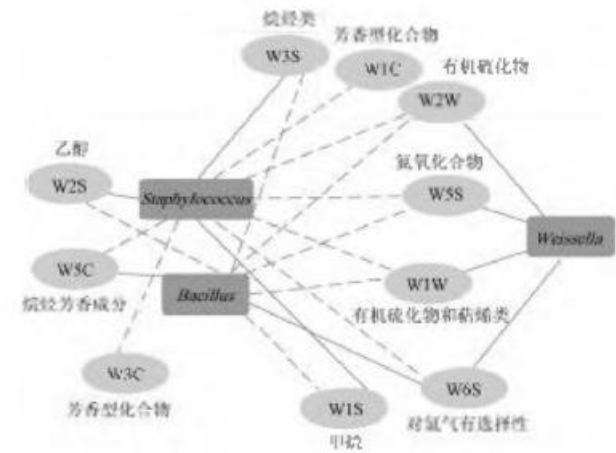 烷烃类
W3S
芳香型化合物
W1C
有机硫化物
W2W
乙醇
W2S
Staphylococcus
氮氧化合物
W5S
Weissella
W5C
烷烃芳香成分
Bacillus
W1W
有机硫化物和萜烯类
W3C
芳香型化合物
W1S
甲烷
W6S
对氢气有选择性